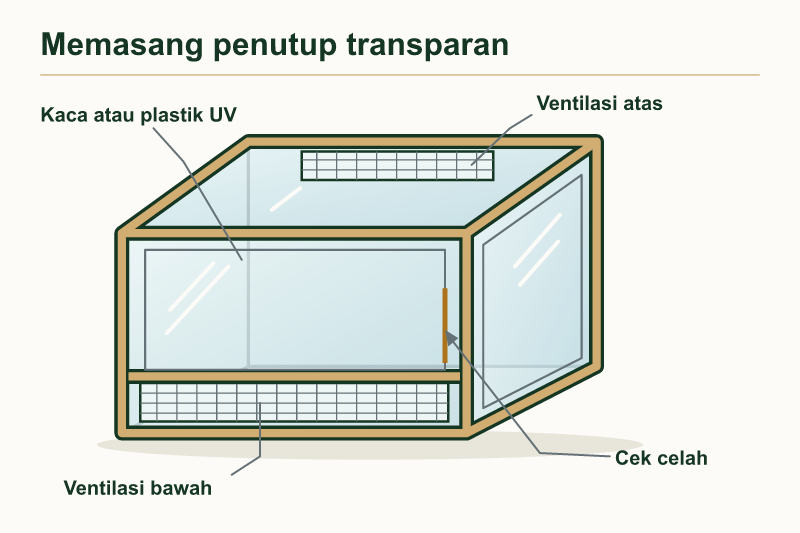 Memasang penutup transparan
Kaca atau plastik UV
Ventilasi atas
Cek celah
Ventilasi bawah